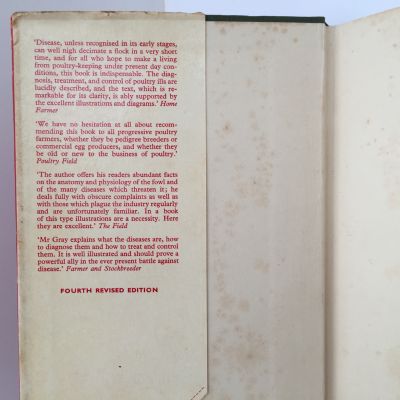 'Disease, unless recognised in its early stages,
can well nigh decimate a flock in a very short
time, and for all who hope to make a living
from poultry-keeping under present day con-
ditions, this book is indispensable. The diag-
nosis, treatment, and control of poultry ills are
lucidly described, and the text, which is re-
markable for its clarity, is ably supported by
the excellent illustrations and diagrams.' Home
Farmer
'We have no hesitation at all about recom-
mending this book to all progressive poultry
farmers, whether they be pedigree breeders or
commercial egg producers, and whether they
be old or new to the business of poultry.'
Poultry Field
'The author offers his readers abundant facts
on the anatomy and physiology of the fowl and
of the many diseases which threaten it; he
deals fully with obscure complaints as well as
with those which plague the industry regularly
and are unfortunately familiar. In a book
of this type illustrations are a necessity. Here
they are excellent.' The Field
'Mr Gray explains what the diseases are, how
to diagnose them and how to treat and control
them. It is well illustrated and should prove a
powerful ally in the ever present battle against
disease.' Farmer and Stockbreeder
FOURTH REVISED EDITION